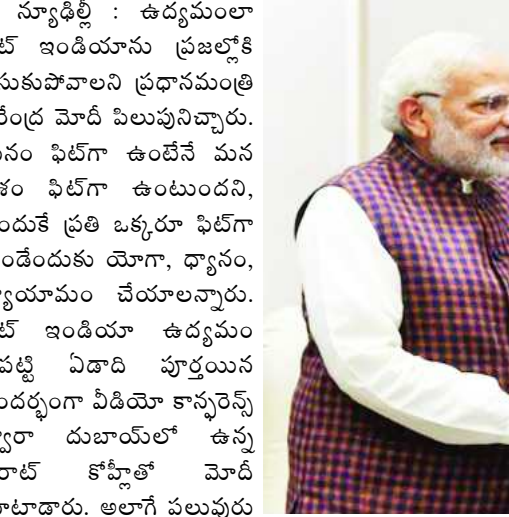 న్యూఢిల్లీ : ఉద్యమంలా
ట్ ఇండియాను ప్రజల్లోకి
సుకుపోవాలని ప్రధానమంత్రి
రేంద్ర మోదీ పిలుపునిచ్చారు.
నం ఫిట్‌గా ఉంటేనే మన
శం ఫిట్‌గా ఉంటుందని,
ందుకే ప్రతి ఒక్కరూ ఫిట్‌గా
ండేందుకు యోగా, ధ్యానం,
్యాయామం చేయాలన్నారు.
ట్ ఇండియా ఉద్యమం
పట్టి ఏడాది పూర్తయిన
ందర్భంగా వీడియో కాన్ఫరెన్స్
్వారా దుబాయ్‌లో ఉన్న
రాట్ కోహ్లీతో మోదీ
ాట్లాడారు. అలాగే పలువురు